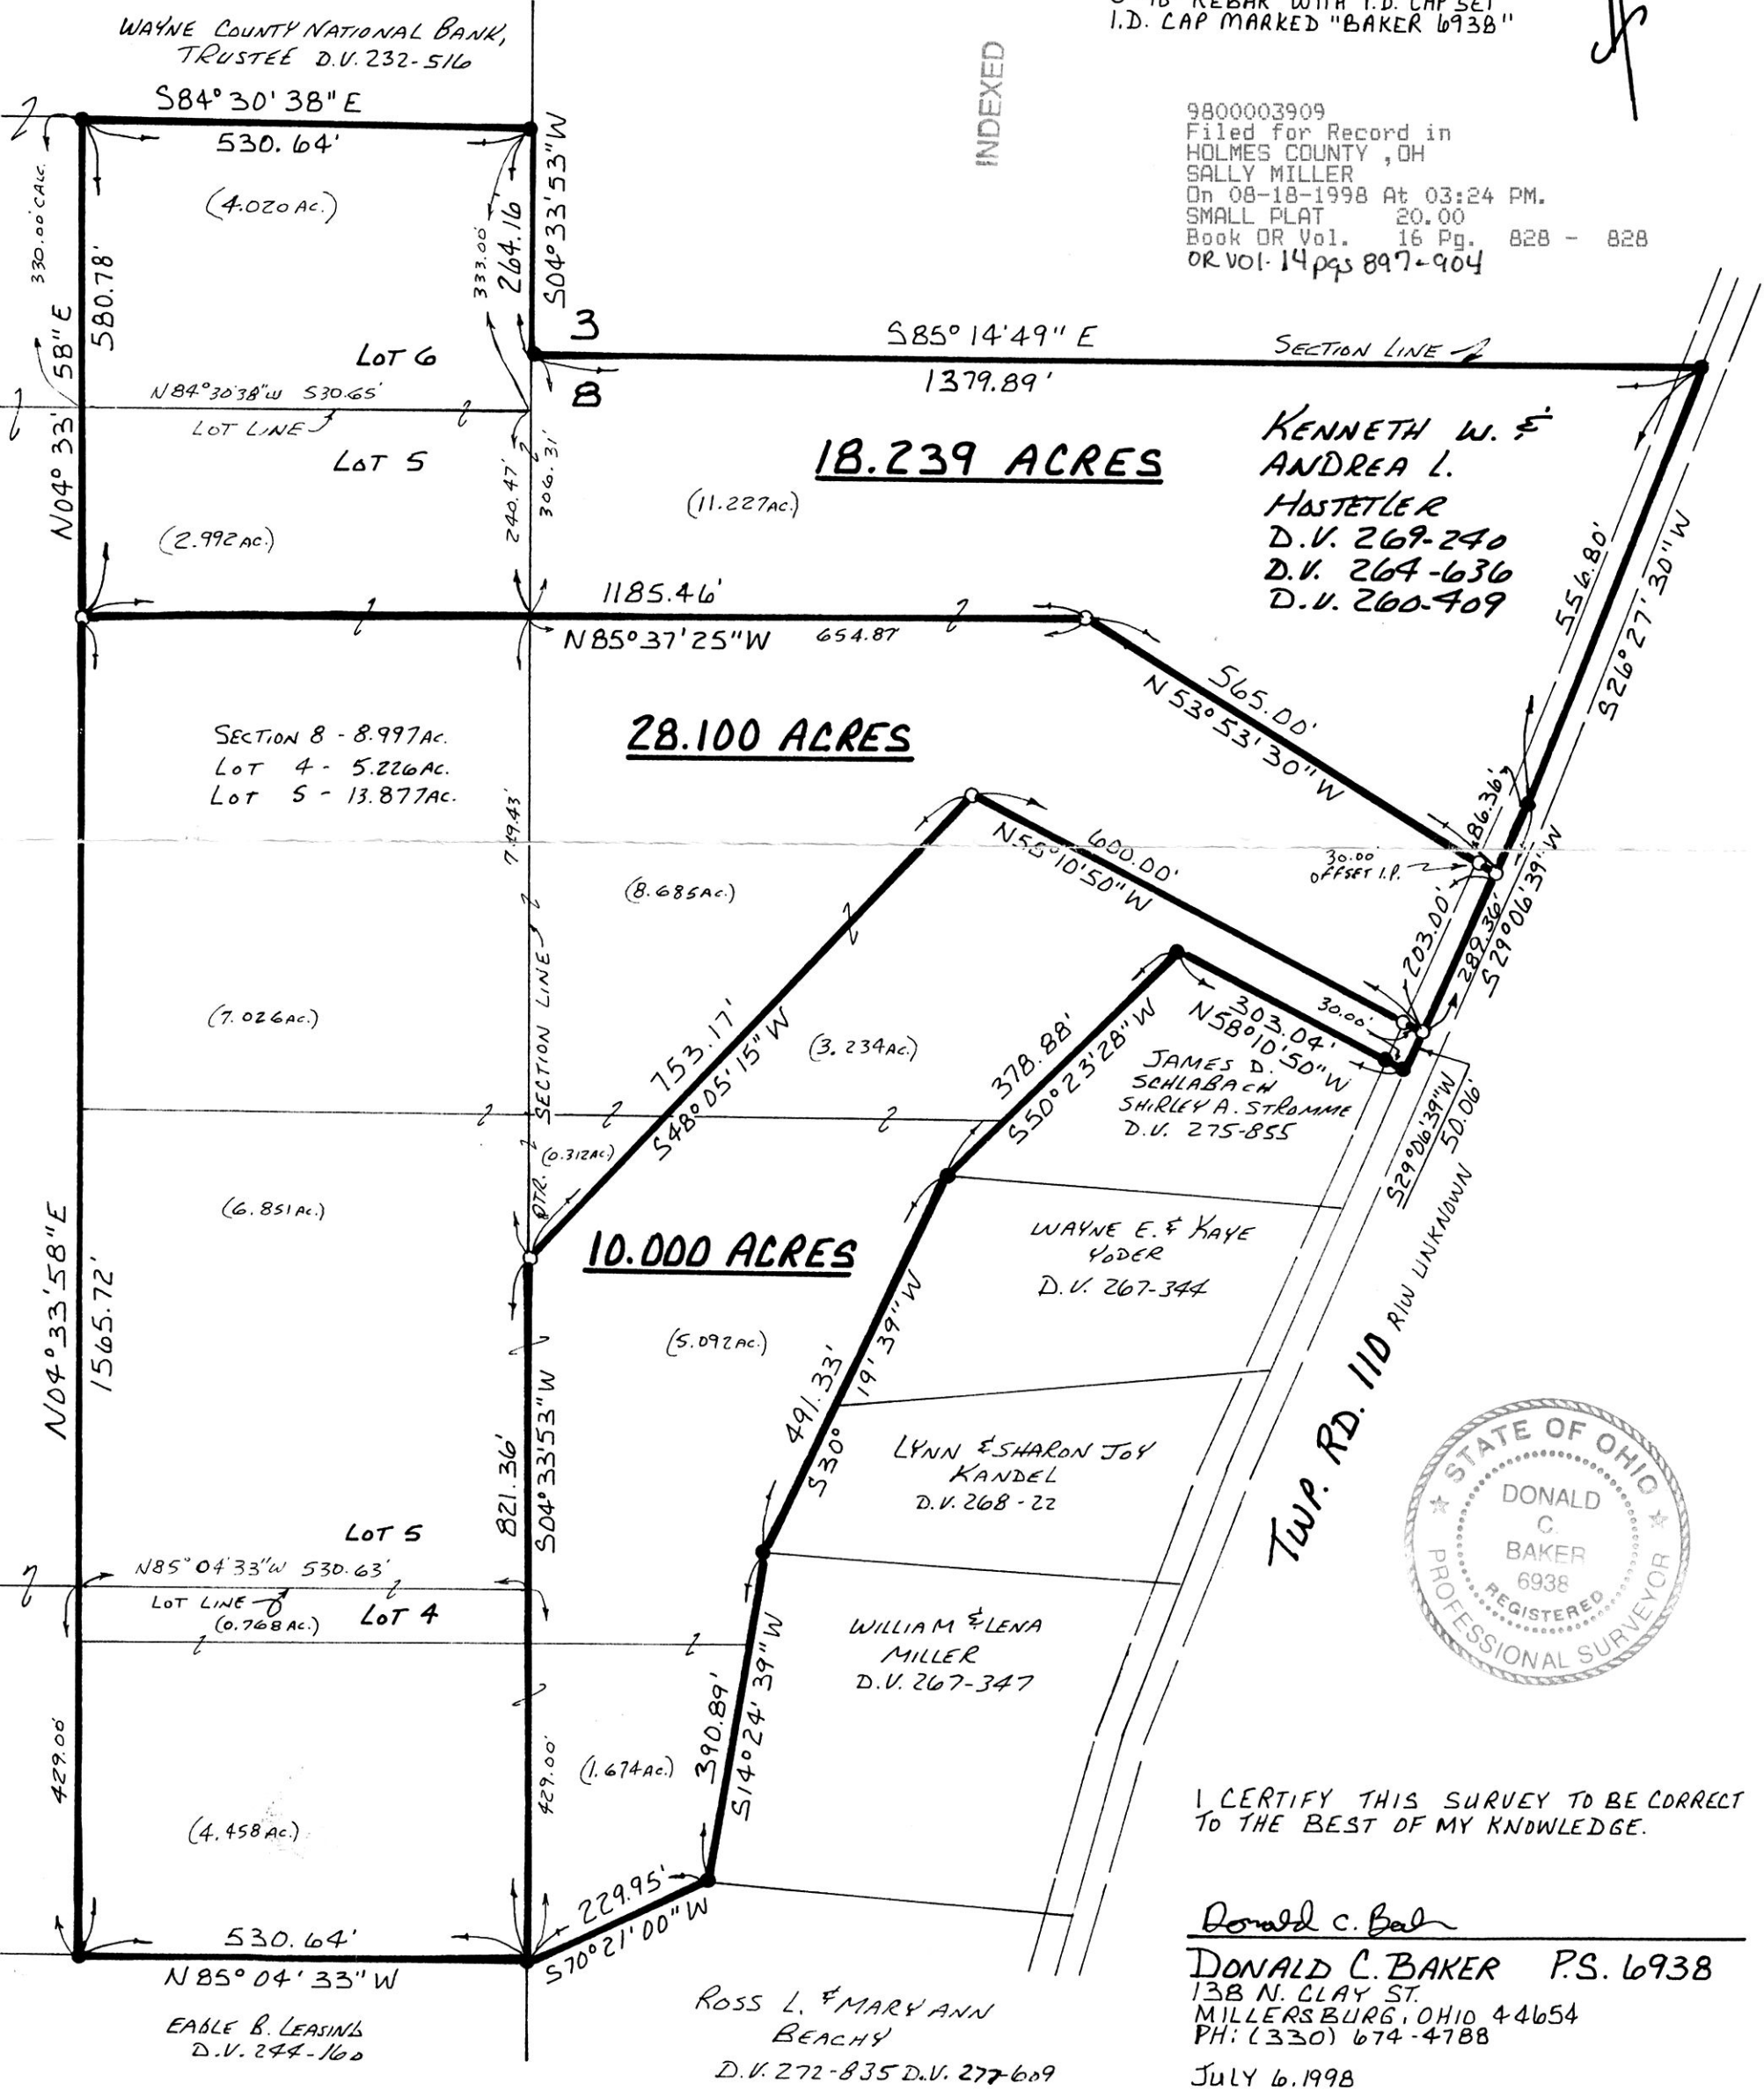 I.D. CAP MARKED "BAKER 6938"
WAYNE COUNTY NATIONAL BANK,
TRUSTEE D.V. 232-516
INDEXED
9800003909
Filed for Record in
HOLMES COUNTY ,OH
SALLY MILLER
On 08-18-1998 At 03:24 PM.
SMALL PLAT 20.00
Book OR Vol. 16 Pg. 828 - 828
OR VOL. 14 pgs 897-904
S84°30'38"E
530.64'
(4.020 AC.)
330.00' CALC.
580.78'
N04°33'58"E
333.00'
264.16'
S04°33'53"W
3
8
LOT 6
N84°30'38"W 530.65'
LOT LINE
LOT 5
(2.992 AC.)
240.47'
306.31'
S85°14'49"E
SECTION LINE
1379.89'
18.239 ACRES
(11.227 AC.)
KENNETH W. &
ANDREA L.
HOSTETLER
D.V. 269-240
D.V. 264-636
D.V. 260-409
556.80'
S26°27'30"W
1185.46'
N85°37'25"W 654.87
565.00'
N53°53'30"W
28.100 ACRES
SECTION 8 - 8.997 AC.
LOT 4 - 5.226 AC.
LOT 5 - 13.877 AC.
749.43'
86.36'
30.00'
OFFSET I.P.
600.00'
N58°10'50"W
203.00'
289.36'
S29°06'39"W
(8.685 AC.)
(7.026 AC.)
SECTION LINE
753.17'
S48°05'15"W
(3.234 AC.)
378.88'
S50°23'28"W
303.04'
N58°10'50"W
30.00'
JAMES D.
SCHLABACH
SHIRLEY A. STROMME
D.V. 275-855
S29°06'39"W
50.06'
(0.312 AC.)
QTR.
(6.851 AC.)
10.000 ACRES
WAYNE E. & KAYE
YODER
D.V. 267-344
N04°33'58"E
1565.72'
(5.092 AC.)
491.33'
S30°19'39"W
TWP. RD. 110 R/W UNKNOWN
821.36'
S04°33'53"W
LYNN & SHARON JOY
KANDEL
D.V. 268-22
LOT 5
N85°04'33"W 530.63'
LOT LINE
(0.768 AC.)
LOT 4
WILLIAM & LENA
MILLER
D.V. 267-347
390.89'
S14°24'39"W
429.00'
429.00'
(1.674 AC.)
(4.458 AC.)
STATE OF OHIO
DONALD
C.
BAKER
6938
REGISTERED
PROFESSIONAL SURVEYOR
I CERTIFY THIS SURVEY TO BE CORRECT
TO THE BEST OF MY KNOWLEDGE.
229.95'
S70°21'00"W
530.64'
N85°04'33"W
EAGLE B. LEASING
D.V. 244-160
ROSS L. & MARY ANN
BEACHY
D.V. 272-835 D.V. 277-609
Donald C. Baker
DONALD C. BAKER P.S. 6938
138 N. CLAY ST.
MILLERSBURG, OHIO 44654
PH: (330) 674-4788
JULY 6, 1998